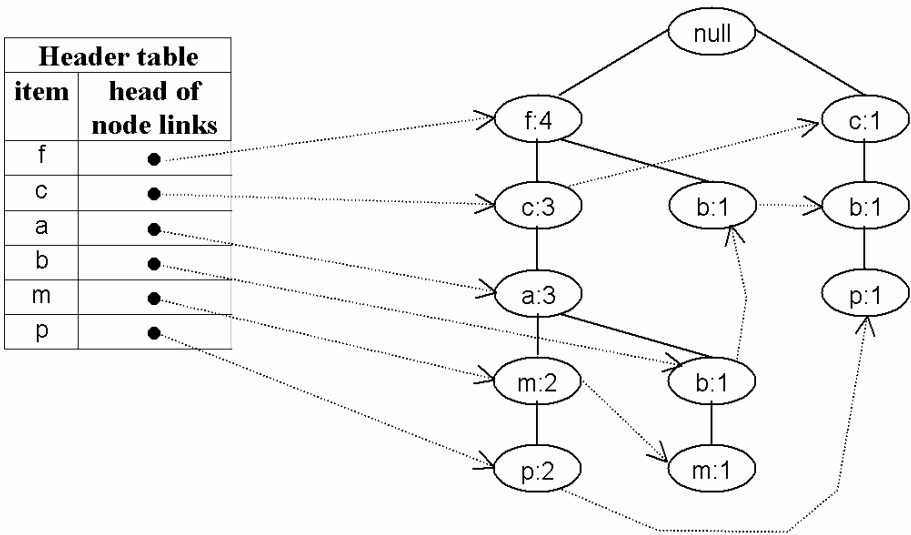 Header table
item head of
node links
f
c
a
b
m
p
null
f:4 c:1
c:3 b:1 b:1
a:3 p:1
m:2 b:1
p:2 m:1